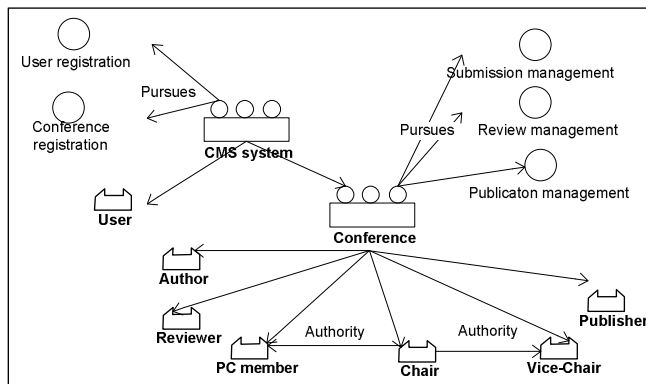 User registration
Submission management
Pursues
Conference
registration
Pursues
Review management
CMS system
Publicaton management
User
Conference
Author
Publisher
Reviewer
Authority
Authority
PC member
Chair
Vice-Chair